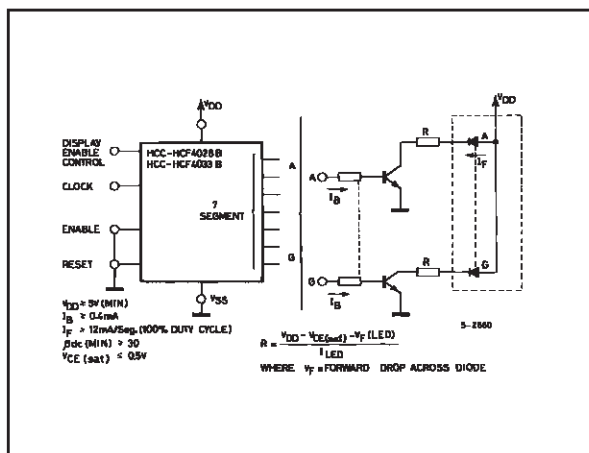 VDD
DISPLAY
ENABLE
CONTROL
HCC-HCF4026B
HCC-HCF4033B
A
CLOCK
7
SEGMENT
ENABLE
RESET
G
VSS
VDD ≥ 5V (MIN)
IB ≥ 0.4mA
IF > 12mA/Seg.(100% DUTY CYCLE)
βdc (MIN) > 30
VCE (sat) ≤ 0.5V
VDD
R
A
A
IF
IB
R
G
G
IB
S-2660
R = VDD - VCE(sat) - VF (LED)
I LED
WHERE VF = FORWARD DROP ACROSS DIODE